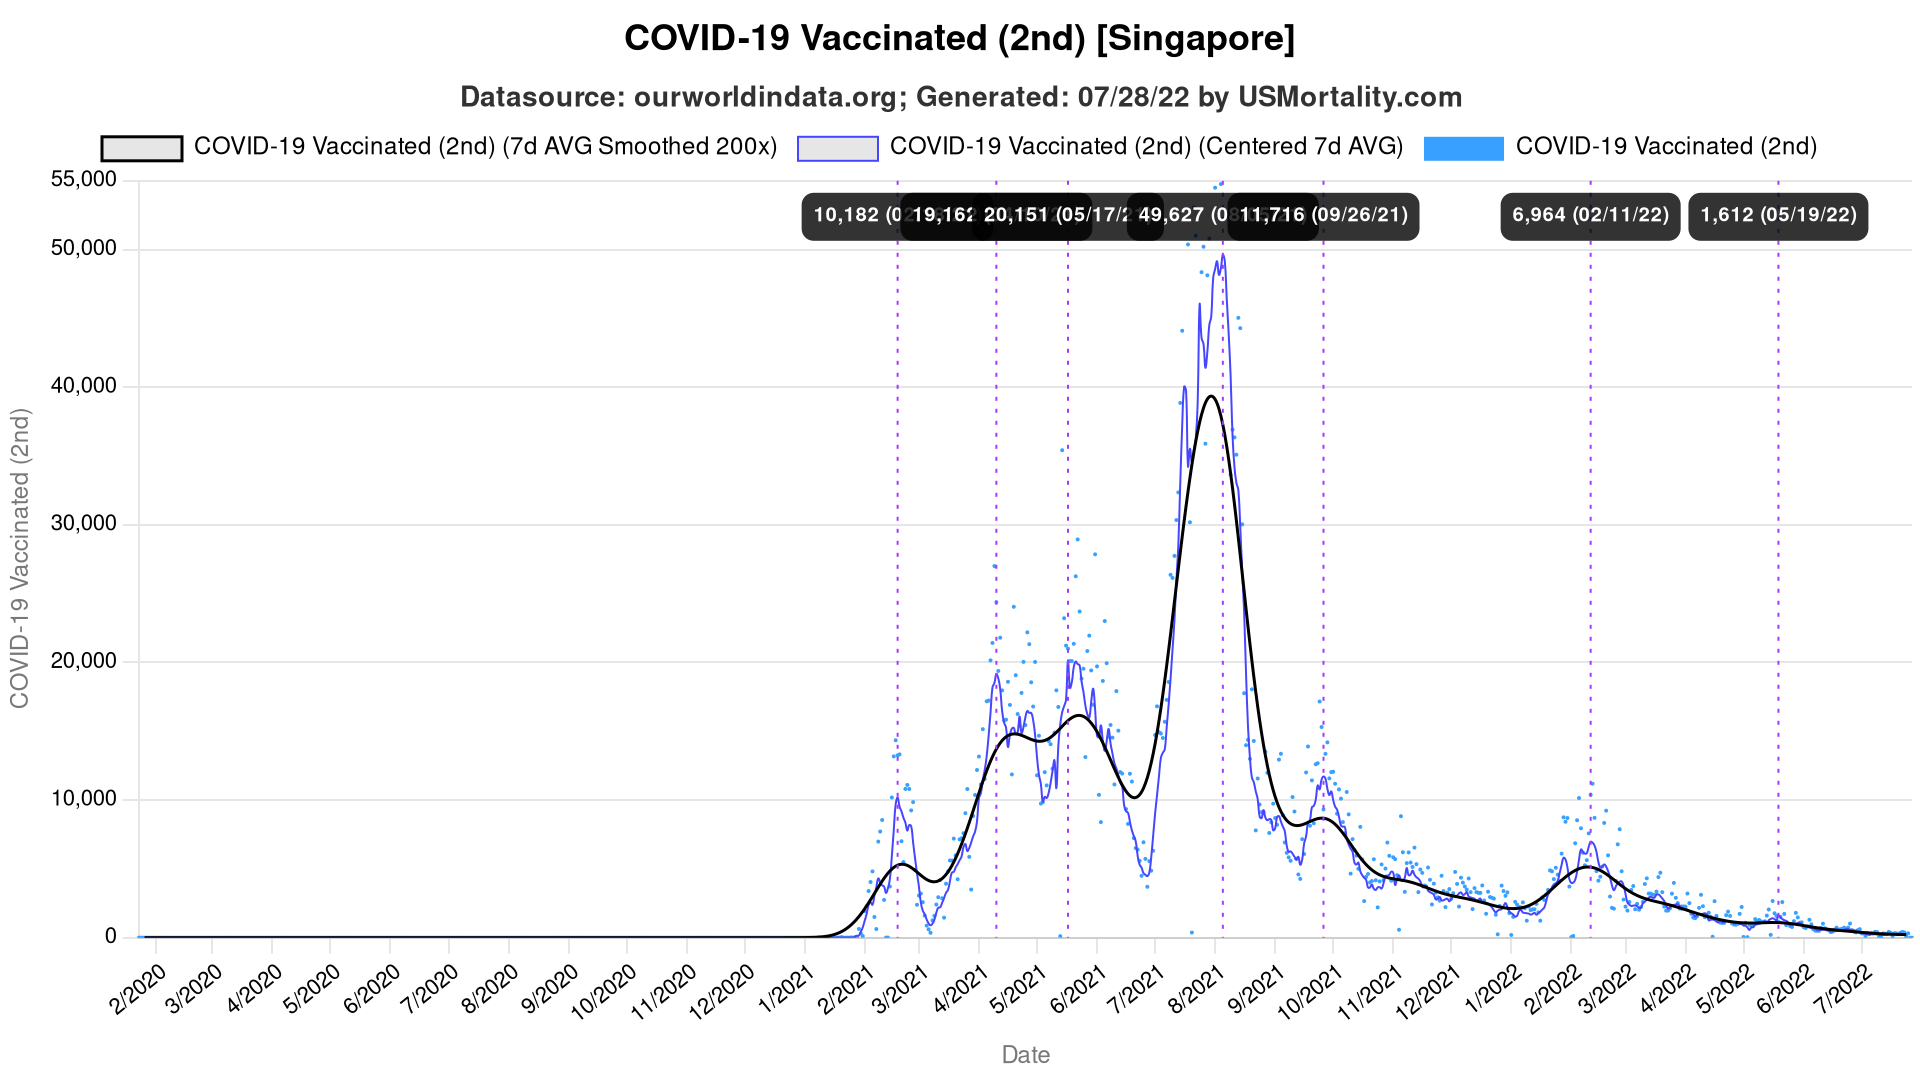 COVID-19 Vaccinated (2nd) [Singapore]
Datasource: ourworldindata.org; Generated: 07/28/22 by USMortality.com
COVID-19 Vaccinated (2nd) (7d AVG Smoothed 200x) COVID-19 Vaccinated (2nd) (Centered 7d AVG) COVID-19 Vaccinated (2nd)
55,000
10,182 (02 19,162 20,151 (05/17/2 49,627 (08 11,716 (09/26/21) 6,964 (02/11/22) 1,612 (05/19/22)
50,000
40,000
30,000
20,000
10,000
0
COVID-19 Vaccinated (2nd)
2/2020 3/2020 4/2020 5/2020 6/2020 7/2020 8/2020 9/2020 10/2020 11/2020 12/2020 1/2021 2/2021 3/2021 4/2021 5/2021 6/2021 7/2021 8/2021 9/2021 10/2021 11/2021 12/2021 1/2022 2/2022 3/2022 4/2022 5/2022 6/2022 7/2022
Date